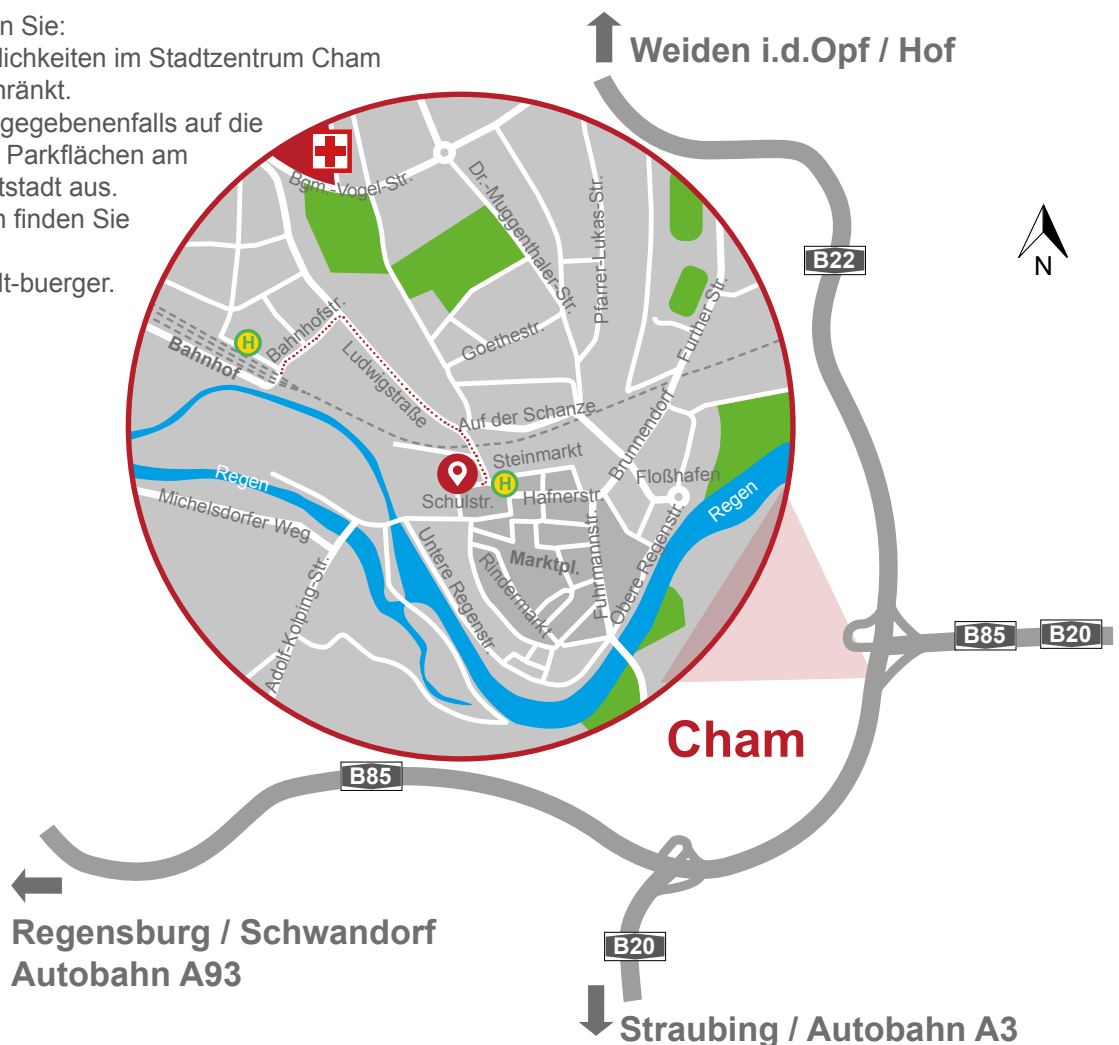 n Sie:
lichkeiten im Stadtzentrum Cham
ränkt.
gegebenenfalls auf die
Parkflächen am
tstadt aus.
n finden Sie
lt-buerger.
Weiden i.d.Opf / Hof
B22
N
Bgm.-Vogel-Str.
Dr.-Muggenthaler-Str.
Pfarrer-Lukas-Str.
Further Str.
Goethestr.
H
Bahnhofstr.
Bahnhof
Ludwigstraße
Auf der Schanze
Brunnendorf
Steinmarkt
H
Hafnerstr.
Floßhafen
Schulstr.
Regen
Regen
Michelsdorfer Weg
Marktpl.
Untere Regenstr.
Rindermarkt
Fuhrmannstr.
Obere Regenstr.
Adolf-Kolping-Str.
B85
B20
Cham
B85
Regensburg / Schwandorf
Autobahn A93
B20
Straubing / Autobahn A3